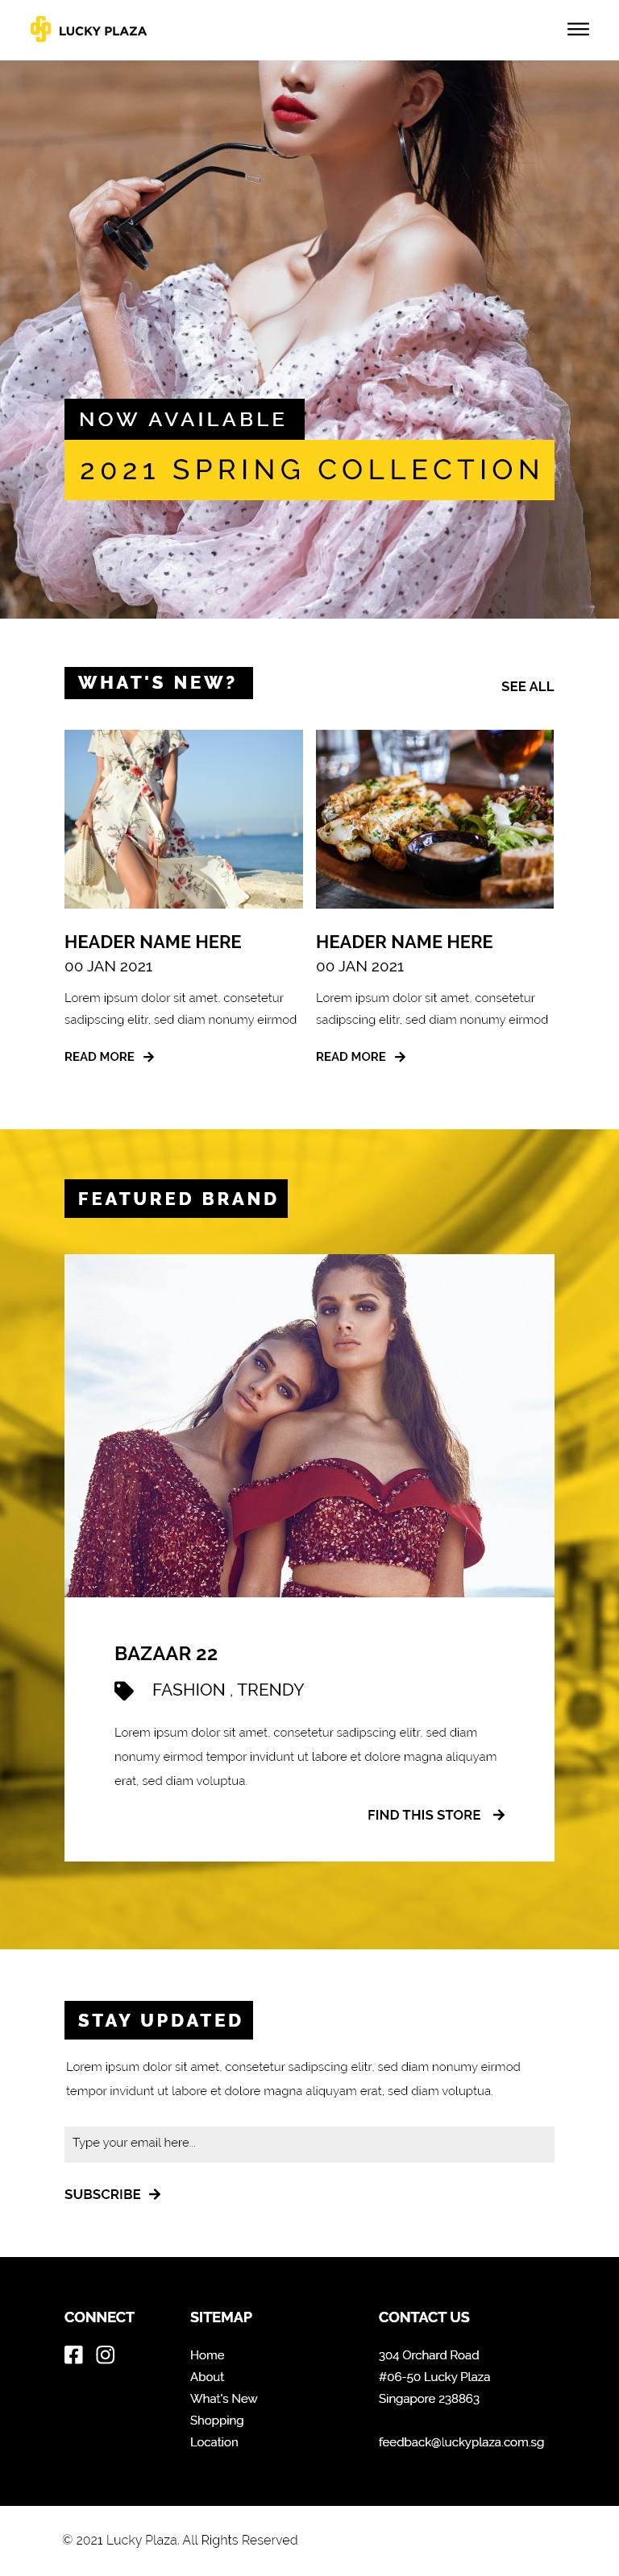 LUCKY PLAZA
NOW AVAILABLE
2021 SPRING COLLECTION
WHAT'S NEW?
SEE ALL
HEADER NAME HERE
00 JAN 2021
Lorem ipsum dolor sit amet, consetetur
sadipscing elitr, sed diam nonumy eirmod
READ MORE
HEADER NAME HERE
00 JAN 2021
Lorem ipsum dolor sit amet, consetetur
sadipscing elitr, sed diam nonumy eirmod
READ MORE
FEATURED BRAND
BAZAAR 22
FASHION , TRENDY
Lorem ipsum dolor sit amet, consetetur sadipscing elitr, sed diam
nonumy eirmod tempor invidunt ut labore et dolore magna aliquyam
erat, sed diam voluptua.
FIND THIS STORE
STAY UPDATED
Lorem ipsum dolor sit amet, consetetur sadipscing elitr, sed diam nonumy eirmod
tempor invidunt ut labore et dolore magna aliquyam erat, sed diam voluptua.
Type your email here...
SUBSCRIBE
CONNECT
SITEMAP
Home
About
What's New
Shopping
Location
CONTACT US
304 Orchard Road
#06-50 Lucky Plaza
Singapore 238863
feedback@luckyplaza.com.sg
© 2021 Lucky Plaza. All Rights Reserved